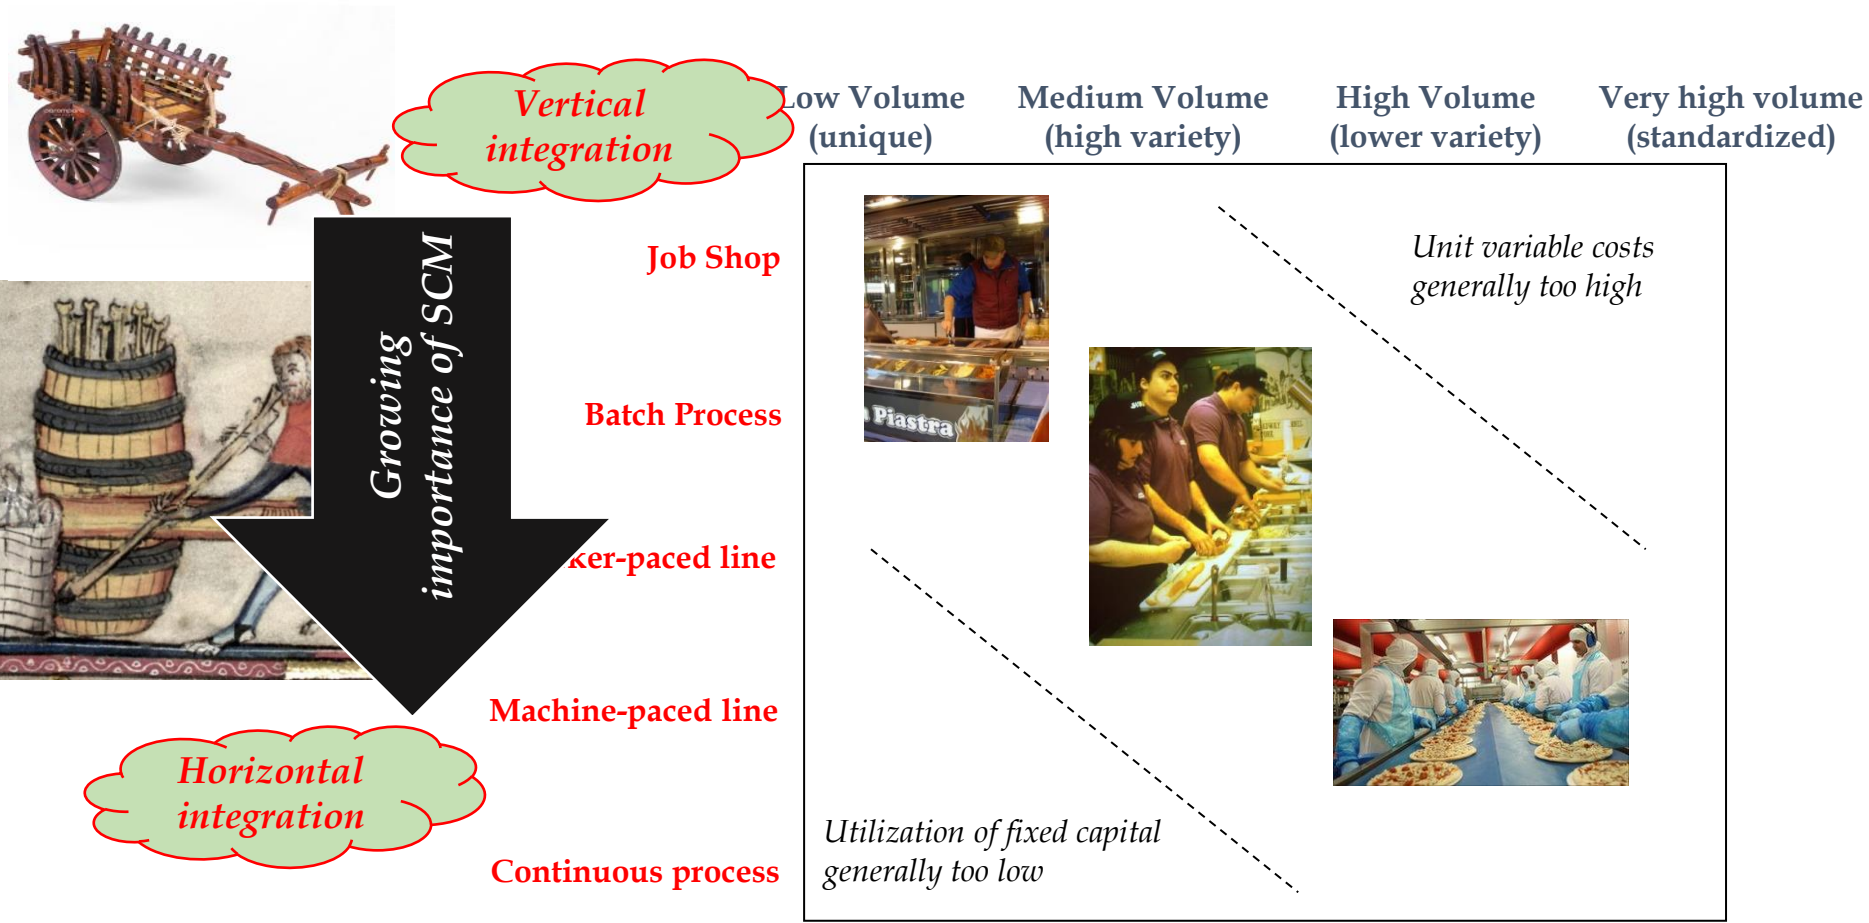 Vertical
integration
Low Volume
(unique)
Medium Volume
(high variety)
High Volume
(lower variety)
Very high volume
(standardized)
Job Shop
Batch Process
ker-paced line
Machine-paced line
Continuous process
Growing
importance of SCM
Horizontal
integration
Unit variable costs
generally too high
Utilization of fixed capital
generally too low
Piastra